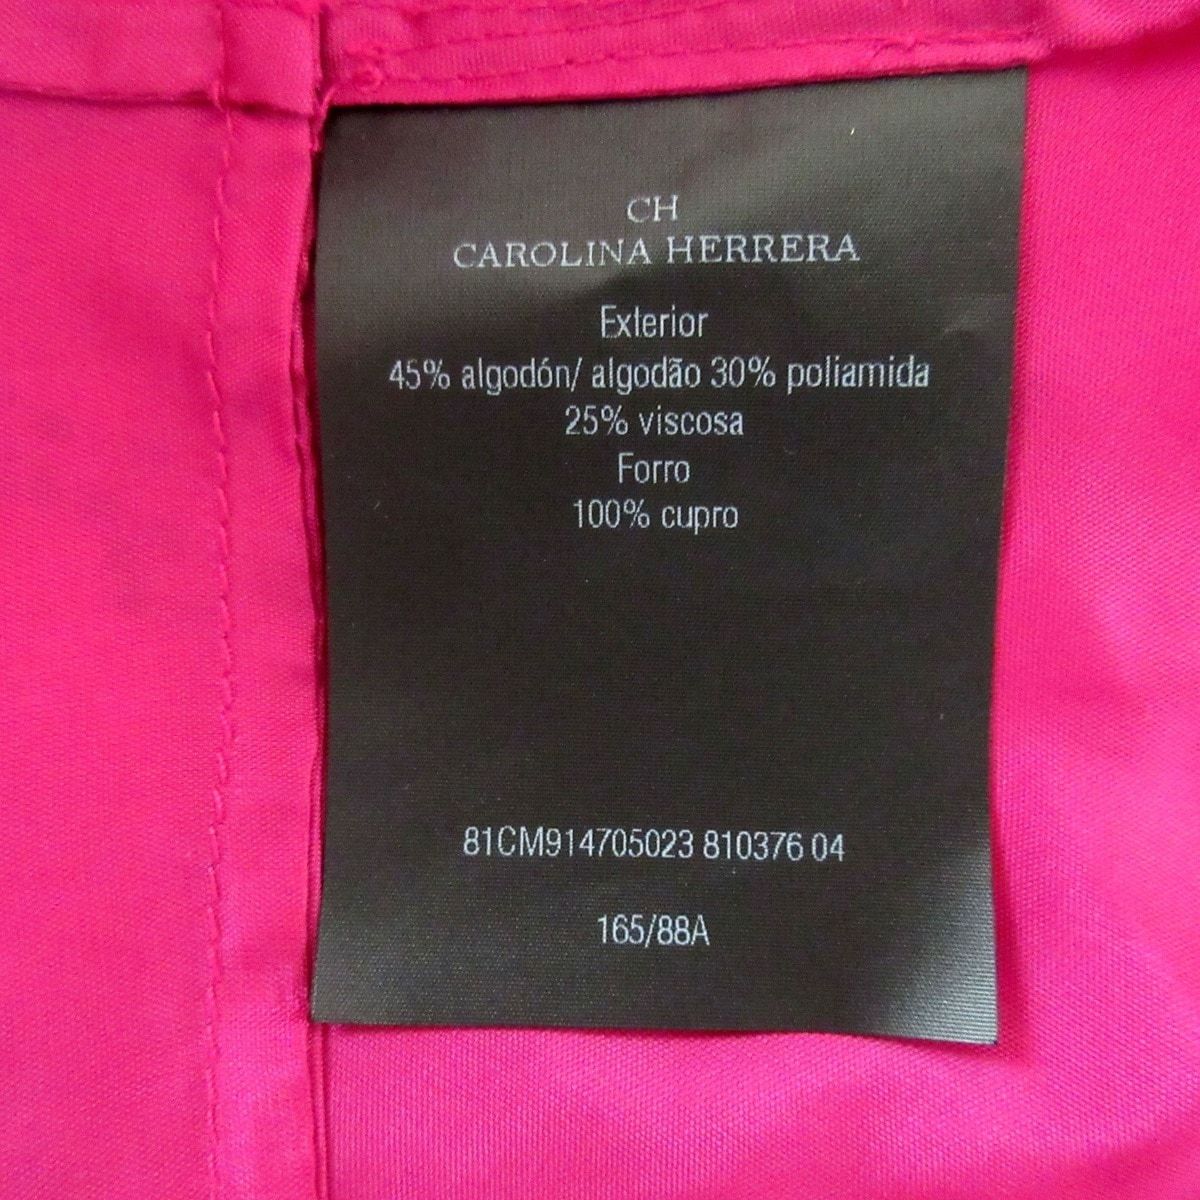 CH
CAROLINA HERRERA
Exterior
45% algodón/ algodão 30% poliamida
25% viscosa
Forro
100% cupro
81CM914705023 810376 04
165/88A